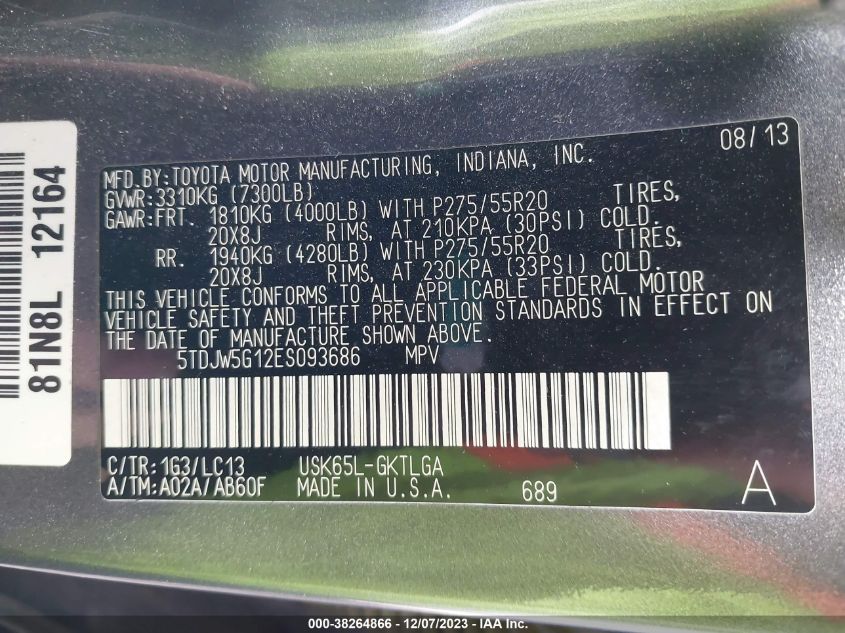 81N8L 12164
08/13
MFD.BY:TOYOTA MOTOR MANUFACTURING, INDIANA, INC.
GVWR:3310KG (7300LB)
GAWR:FRT. 1810KG (4000LB) WITH P275/55R20 TIRES,
20X8J RIMS, AT 210KPA (30PSI) COLD.
RR. 1940KG (4280LB) WITH P275/55R20 TIRES,
20X8J RIMS, AT 230KPA (33PSI) COLD.
THIS VEHICLE CONFORMS TO ALL APPLICABLE FEDERAL MOTOR
VEHICLE SAFETY AND THEFT PREVENTION STANDARDS IN EFFECT ON
THE DATE OF MANUFACTURE SHOWN ABOVE.
5TDJW5G12ES093686 MPV
C/TR:1G3/LC13 USK65L-GKTLGA
A/TM:A02A/AB60F MADE IN U.S.A. 689 A
000-38264866 - 12/07/2023 - IAA Inc.